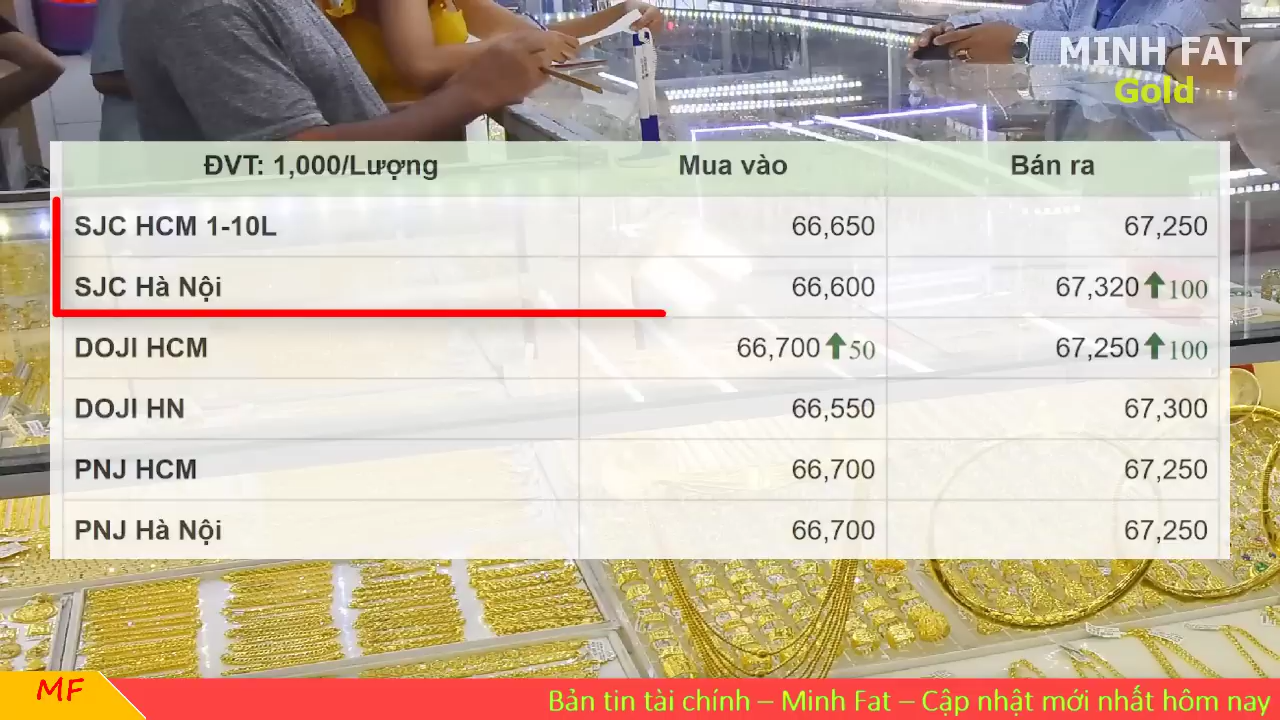 MINH FAT
Gold
ĐVT: 1,000/Lượng Mua vào Bán ra
SJC HCM 1-10L 66,650 67,250
SJC Hà Nội 66,600 67,320 100
DOJI HCM 66,700 50 67,250 100
DOJI HN 66,550 67,300
PNJ HCM 66,700 67,250
PNJ Hà Nội 66,700 67,250
MF
Bản tin tài chính – Minh Fat – Cập nhật mới nhất hôm nay